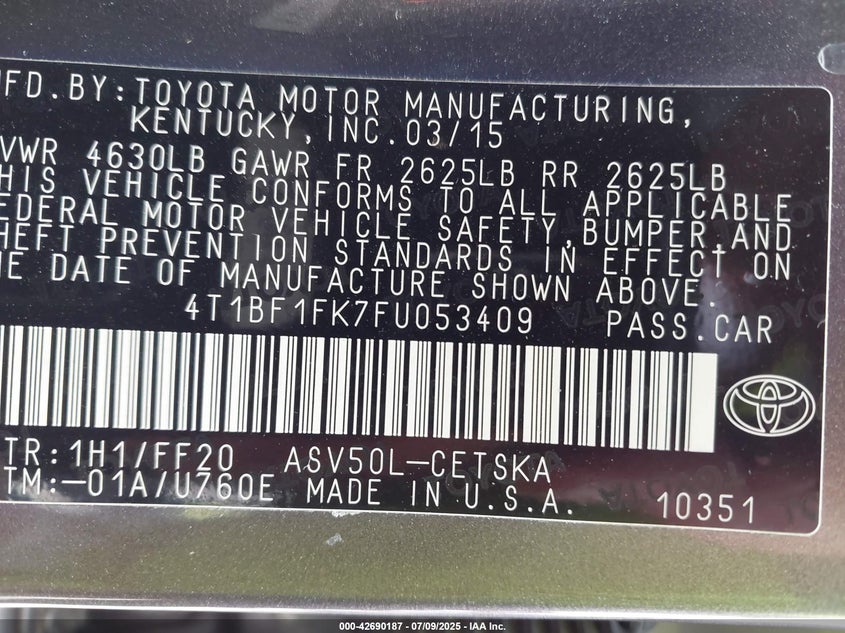 FD.BY:TOYOTA MOTOR MANUFACTURING,
KENTUCKY,INC.03/15
VWR 4630LB GAWR FR 2625LB RR 2625LB
HIS VEHICLE CONFORMS TO ALL APPLICABLE
EDERAL MOTOR VEHICLE SAFETY,BUMPER,AND
HEFT PREVENTION STANDARDS IN EFFECT ON
HE DATE OF MANUFACTURE SHOWN ABOVE.
4T1BF1FK7FU053409 PASS.CAR
TR:1H1/FF20 ASV50L-CETSKA
TM:-01A/U760E MADE IN U.S.A. 10351
000-42690187 - 07/09/2025 - IAA Inc.